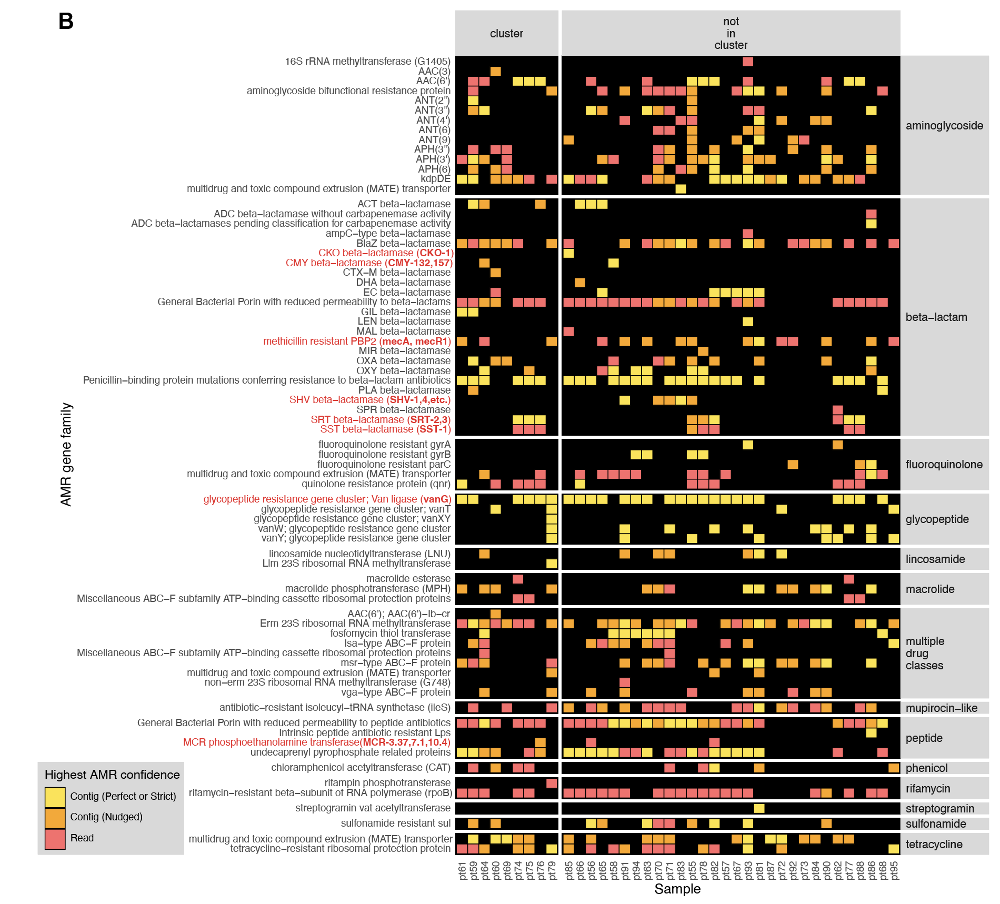 B
cluster
not
in
cluster
16S rRNA methyltransferase (G1405)
AAC(3)
AAC(6')
aminoglycoside bifunctional resistance protein
ANT(2'')
ANT(3'')
ANT(4')
ANT(6)
ANT(9)
APH(3'')
APH(3')
APH(6)
kdpDE
multidrug and toxic compound extrusion (MATE) transporter
aminoglycoside
ACT beta−lactamase
ADC beta−lactamase without carbapenemase activity
ADC beta−lactamases pending classification for carbapenemase activity
ampC−type beta−lactamase
BlaZ beta−lactamase
CKO beta−lactamase (CKO-1)
CMY beta−lactamase (CMY-132,157)
CTX−M beta−lactamase
DHA beta−lactamase
EC beta−lactamase
General Bacterial Porin with reduced permeability to beta−lactams
GIL beta−lactamase
LEN beta−lactamase
MAL beta−lactamase
methicillin resistant PBP2 (mecA, mecR1)
MIR beta−lactamase
OXA beta−lactamase
OXY beta−lactamase
Penicillin−binding protein mutations conferring resistance to beta−lactam antibiotics
PLA beta−lactamase
SHV beta−lactamase (SHV-1,4,etc.)
SPR beta−lactamase
SRT beta−lactamase (SRT-2,3)
SST beta−lactamase (SST-1)
beta−lactam
fluoroquinolone resistant gyrA
fluoroquinolone resistant gyrB
fluoroquinolone resistant parC
multidrug and toxic compound extrusion (MATE) transporter
quinolone resistance protein (qnr)
fluoroquinolone
glycopeptide resistance gene cluster; Van ligase (vanG)
glycopeptide resistance gene cluster; vanT
glycopeptide resistance gene cluster; vanXY
vanW; glycopeptide resistance gene cluster
vanY; glycopeptide resistance gene cluster
glycopeptide
lincosamide nucleotidyltransferase (LNU)
Llm 23S ribosomal RNA methyltransferase
lincosamide
macrolide esterase
macrolide phosphotransferase (MPH)
Miscellaneous ABC−F subfamily ATP−binding cassette ribosomal protection proteins
macrolide
AAC(6'); AAC(6')−Ib−cr
Erm 23S ribosomal RNA methyltransferase
fosfomycin thiol transferase
lsa−type ABC−F protein
Miscellaneous ABC−F subfamily ATP−binding cassette ribosomal protection proteins
msr−type ABC−F protein
multidrug and toxic compound extrusion (MATE) transporter
non−erm 23S ribosomal RNA methyltransferase (G748)
vga−type ABC−F protein
multiple
drug
classes
antibiotic−resistant isoleucyl−tRNA synthetase (ileS)
mupirocin−like
General Bacterial Porin with reduced permeability to peptide antibiotics
Intrinsic peptide antibiotic resistant Lps
MCR phosphoethanolamine transferase(MCR-3.37,7.1,10.4)
undecaprenyl pyrophosphate related proteins
peptide
chloramphenicol acetyltransferase (CAT)
phenicol
rifampin phosphotransferase
rifamycin−resistant beta−subunit of RNA polymerase (rpoB)
rifamycin
streptogramin vat acetyltransferase
streptogramin
sulfonamide resistant sul
sulfonamide
multidrug and toxic compound extrusion (MATE) transporter
tetracycline−resistant ribosomal protection protein
tetracycline
AMR gene family
Highest AMR confidence
Contig (Perfect or Strict)
Contig (Nudged)
Read
pt61
pt59
pt64
pt60
pt69
pt74
pt75
pt76
pt79
pt85
pt66
pt56
pt65
pt58
pt91
pt94
pt63
pt70
pt71
pt83
pt55
pt78
pt82
pt57
pt67
pt93
pt81
pt87
pt72
pt92
pt73
pt84
pt90
pt62
pt77
pt88
pt86
pt68
pt95
Sample